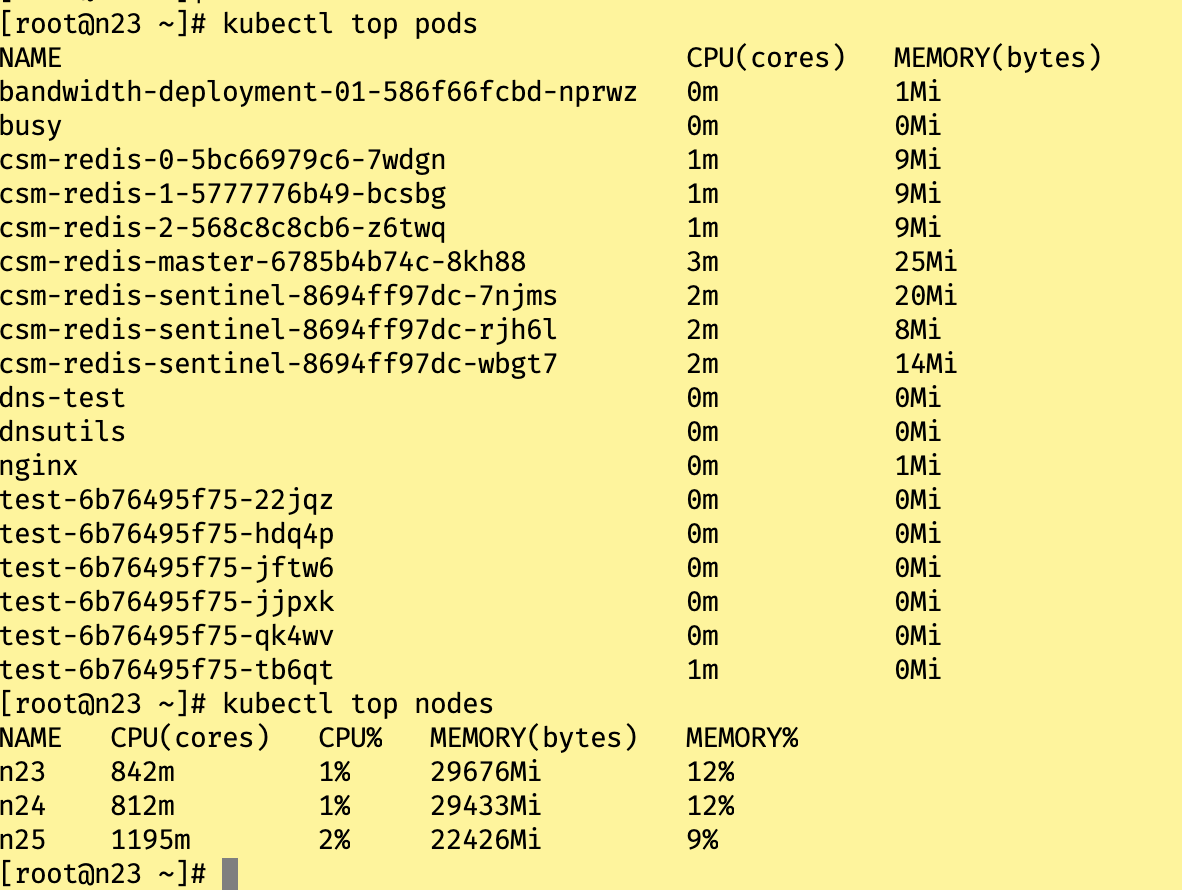 [root@n23 ~]# kubectl top pods
NAME CPU(cores) MEMORY(bytes)
bandwidth-deployment-01-586f66fcbd-nprwz 0m 1Mi
busy 0m 0Mi
csm-redis-0-5bc66979c6-7wdgn 1m 9Mi
csm-redis-1-5777776b49-bcsbg 1m 9Mi
csm-redis-2-568c8c8cb6-z6twq 1m 9Mi
csm-redis-master-6785b4b74c-8kh88 3m 25Mi
csm-redis-sentinel-8694ff97dc-7njms 2m 20Mi
csm-redis-sentinel-8694ff97dc-rjh6l 2m 8Mi
csm-redis-sentinel-8694ff97dc-wbgt7 2m 14Mi
dns-test 0m 0Mi
dnsutils 0m 0Mi
nginx 0m 1Mi
test-6b76495f75-22jqz 0m 0Mi
test-6b76495f75-hdq4p 0m 0Mi
test-6b76495f75-jftw6 0m 0Mi
test-6b76495f75-jjpxk 0m 0Mi
test-6b76495f75-qk4wv 0m 0Mi
test-6b76495f75-tb6qt 1m 0Mi
[root@n23 ~]# kubectl top nodes
NAME CPU(cores) CPU% MEMORY(bytes) MEMORY%
n23 842m 1% 29676Mi 12%
n24 812m 1% 29433Mi 12%
n25 1195m 2% 22426Mi 9%
[root@n23 ~]#